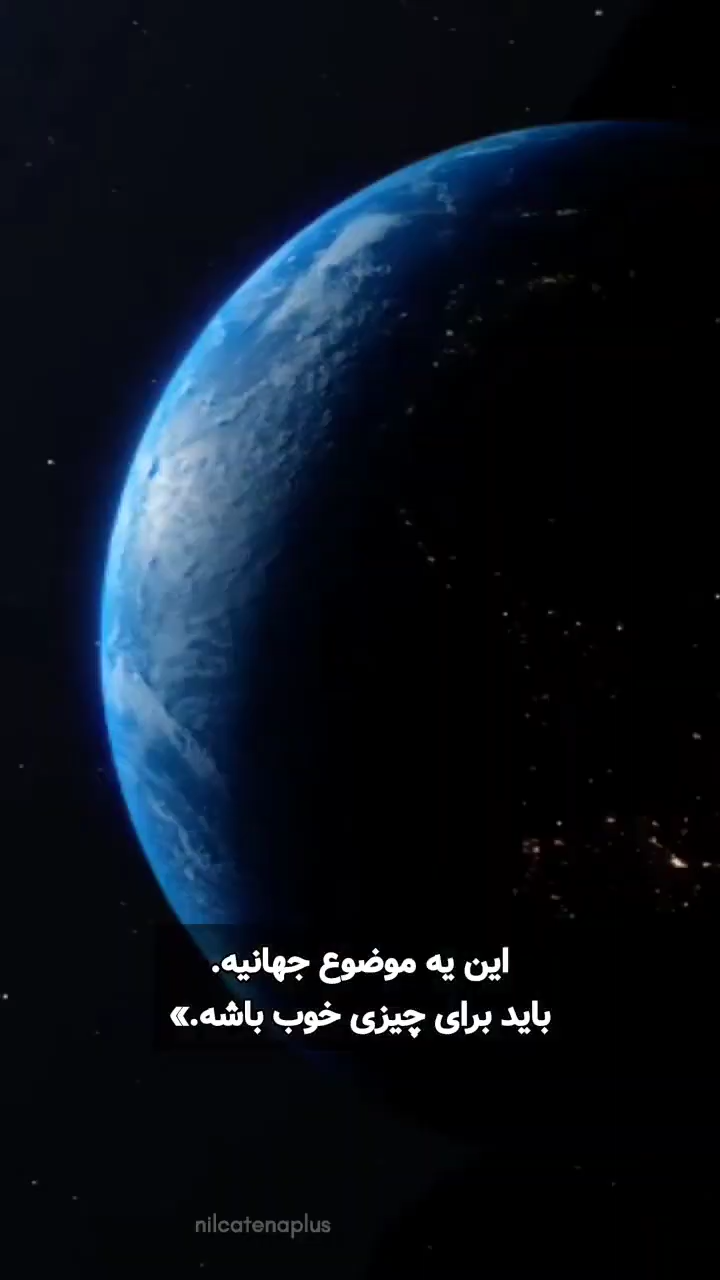 این یه موضوع جهانیه.
باید برای چیزی خوب باشه.»
nilcatenaplus